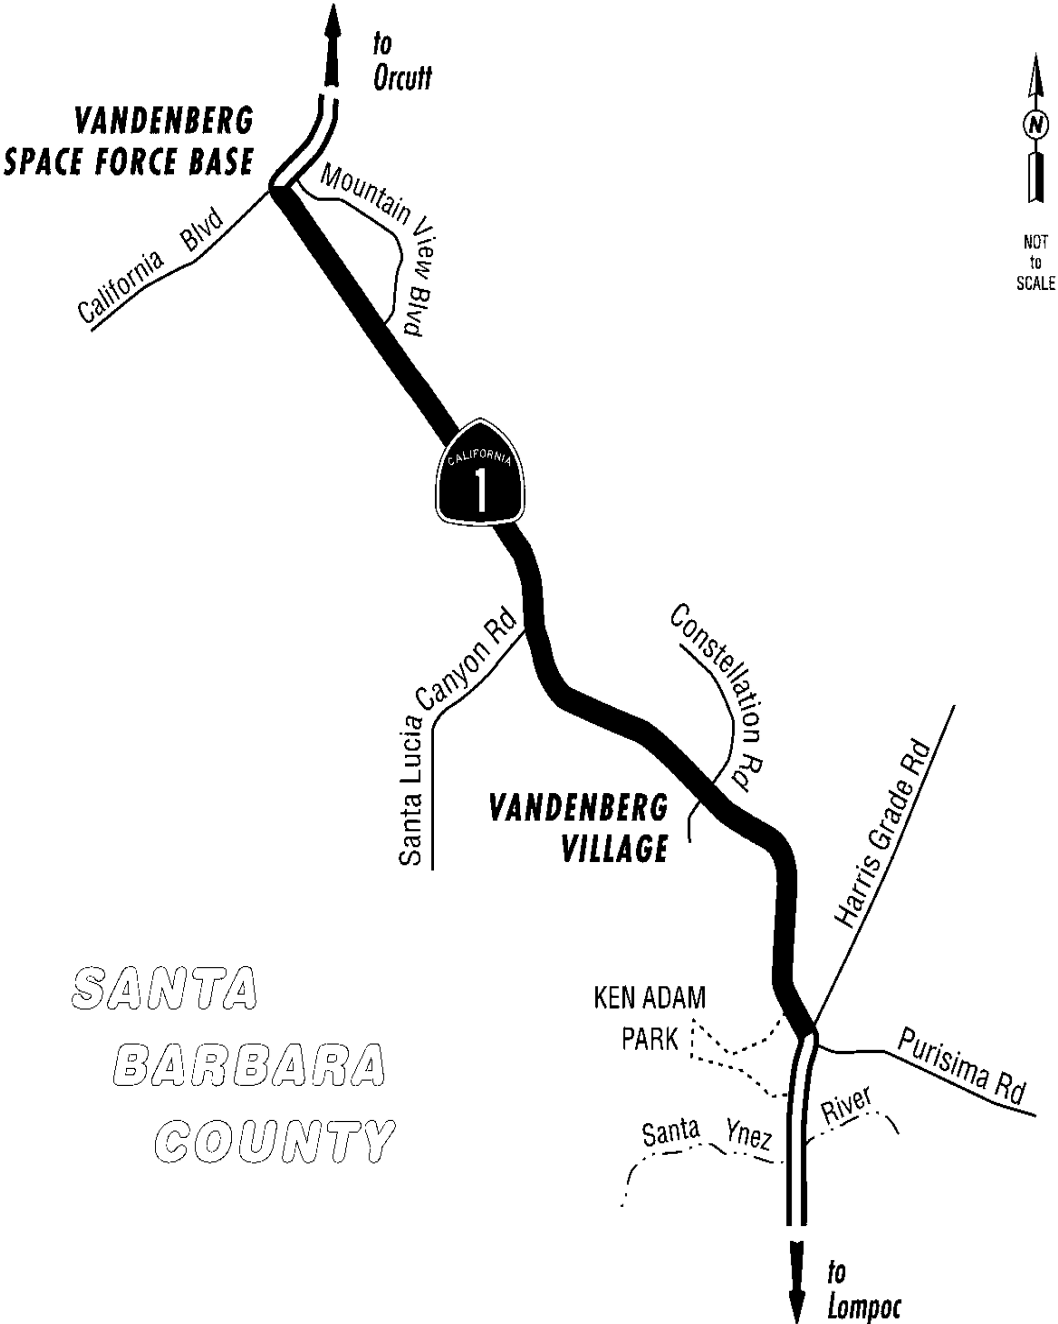 to
Orcutt
VANDENBERG
SPACE FORCE BASE
N
NOT
to
SCALE
Mountain View Blvd
California Blvd
CALIFORNIA
1
Santa Lucia Canyon Rd
Constellation Rd
VANDENBERG
VILLAGE
Harris Grade Rd
SANTA
BARBARA
COUNTY
KEN ADAM
PARK
Purisima Rd
Santa Ynez River
to
Lompoc